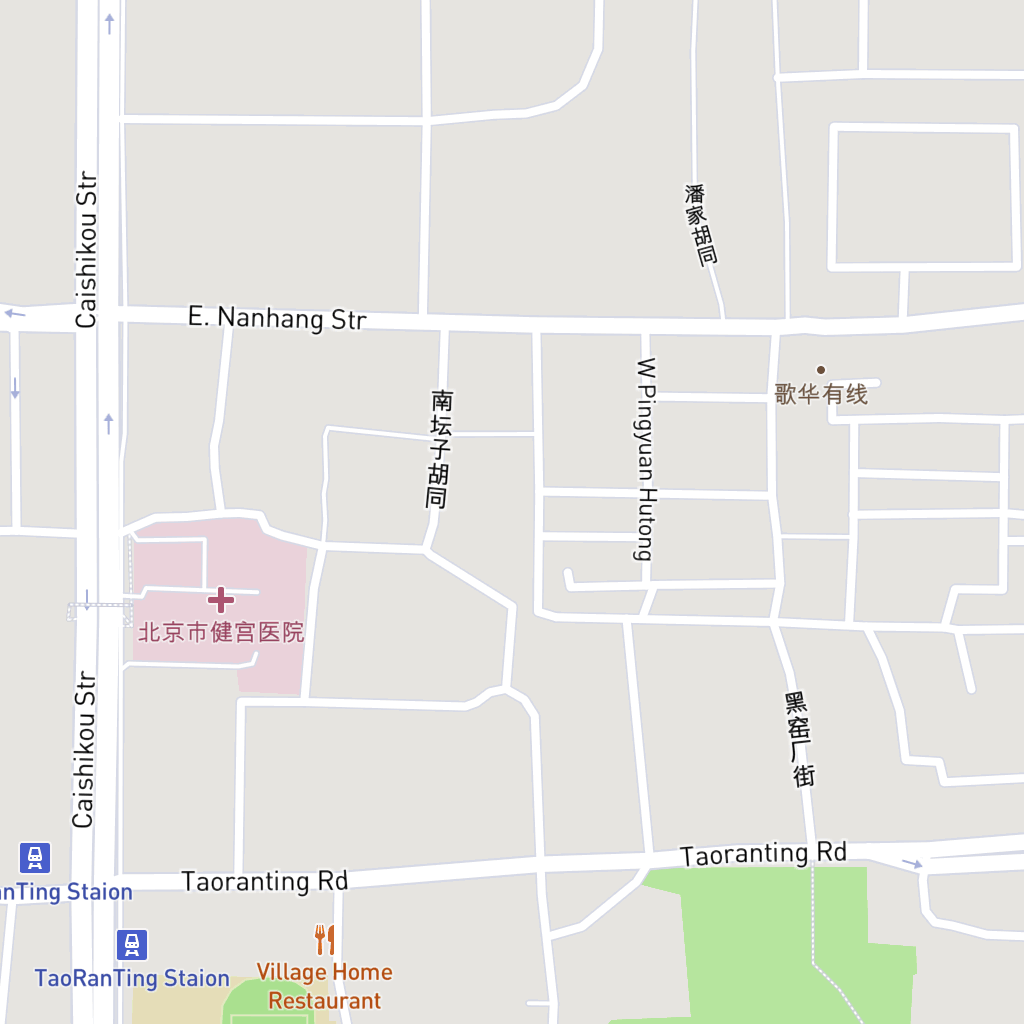 Caishikou Str
潘家胡同
E. Nanhang Str
W Pingyuan Hutong
歌华有线
南坛子胡同
北京市健宫医院
Caishikou Str
黑窑厂街
Taoranting Rd
Taoranting Rd
anTing Staion
TaoRanTing Staion
Village Home
Restaurant